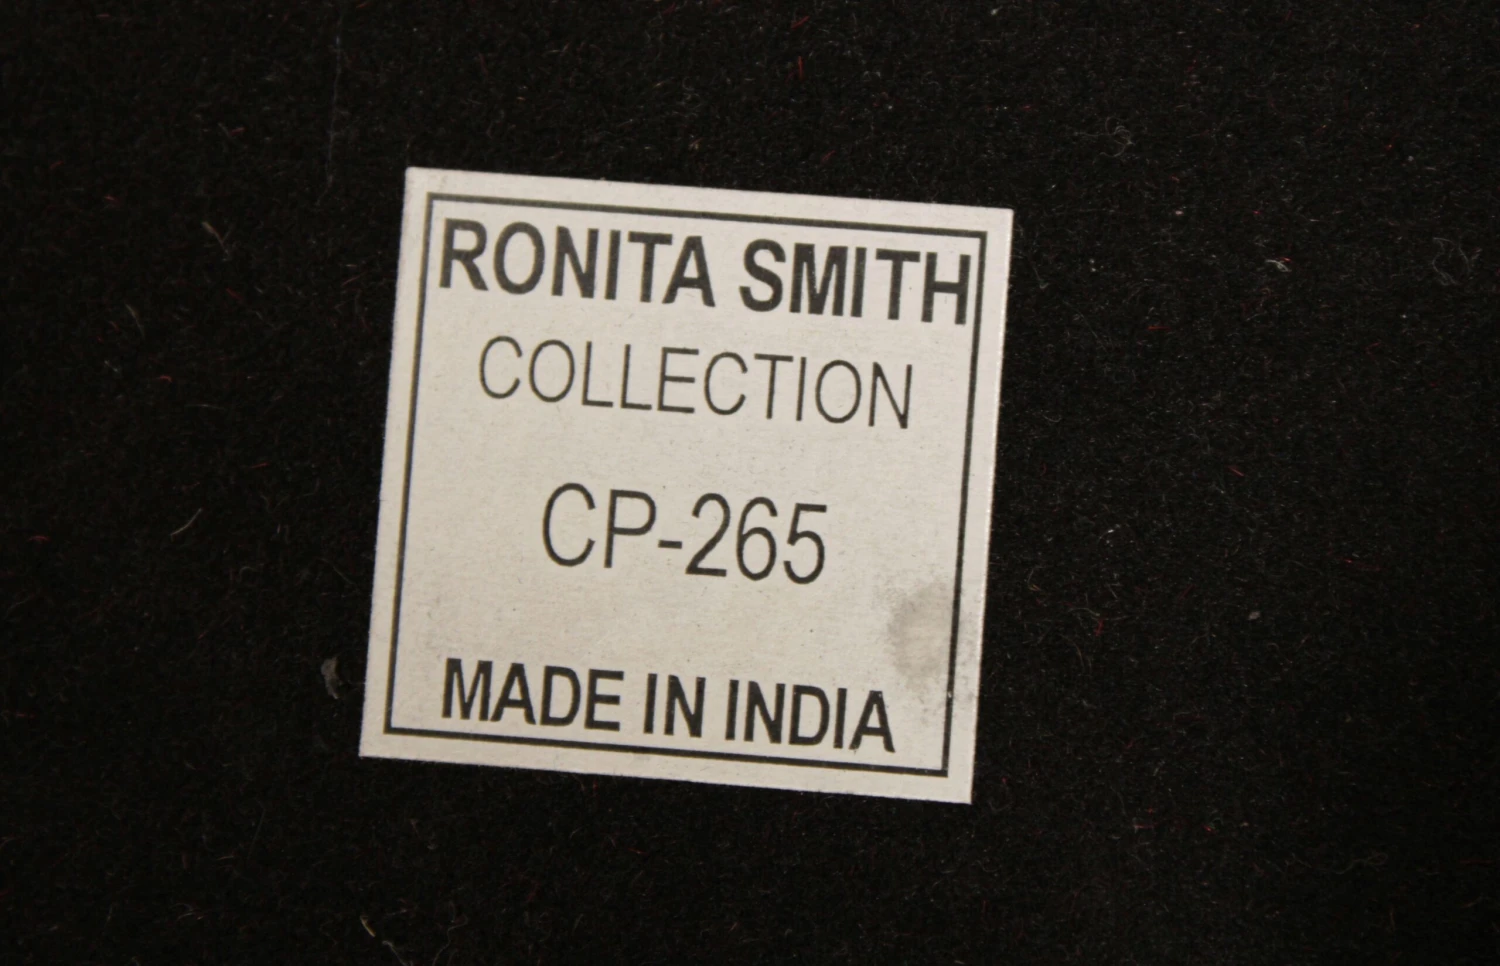 RONITA SMITH
COLLECTION
CP-265
MADE IN INDIA